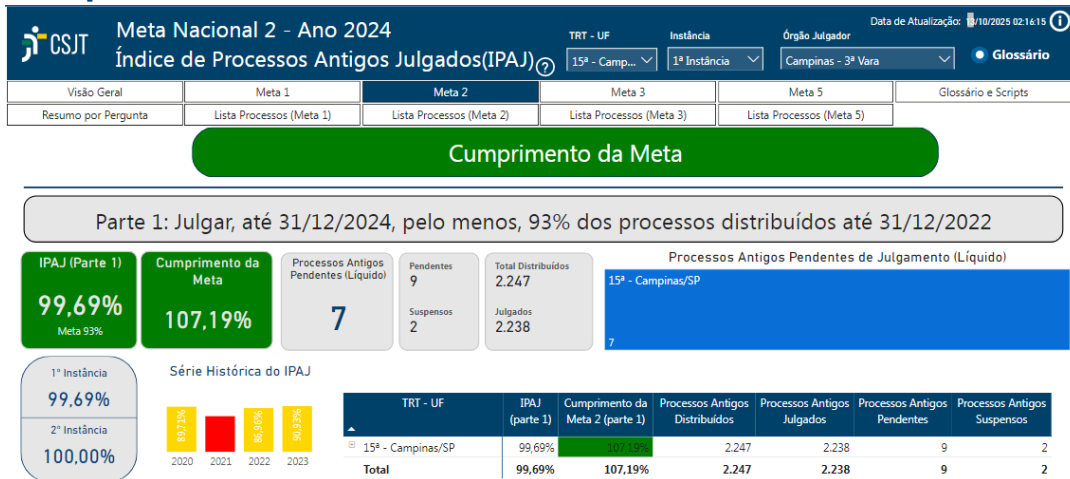 CSJT
Meta Nacional 2 - Ano 2024
Índice de Processos Antigos Julgados(IPAJ)
TRT - UF
15ª - Camp...
Instância
1ª Instância
Órgão Julgador
Campinas - 3ª Vara
Data de Atualização: 13/10/2025 02:16:15
Glossário
Visão Geral
Meta 1
Meta 2
Meta 3
Meta 5
Glossário e Scripts
Resumo por Pergunta
Lista Processos (Meta 1)
Lista Processos (Meta 2)
Lista Processos (Meta 3)
Lista Processos (Meta 5)
Cumprimento da Meta
Parte 1: Julgar, até 31/12/2024, pelo menos, 93% dos processos distribuídos até 31/12/2022
IPAJ (Parte 1)
99,69%
Meta 93%
Cumprimento da
Meta
107,19%
Processos Antigos
Pendentes (Líquido)
7
Pendentes
9
Suspensos
2
Total Distribuídos
2.247
Julgados
2.238
Processos Antigos Pendentes de Julgamento (Líquido)
15ª - Campinas/SP
7
1º Instância
99,69%
2º Instância
100,00%
Série Histórica do IPAJ
89,71%
86,96%
90,93%
2020 2021 2022 2023
TRT - UF IPAJ (parte 1) Cumprimento da Meta 2 (parte 1) Processos Antigos Distribuídos Processos Antigos Julgados Processos Antigos Pendentes Processos Antigos Suspensos
15ª - Campinas/SP 99,69% 107,19% 2.247 2.238 9 2
Total 99,69% 107,19% 2.247 2.238 9 2